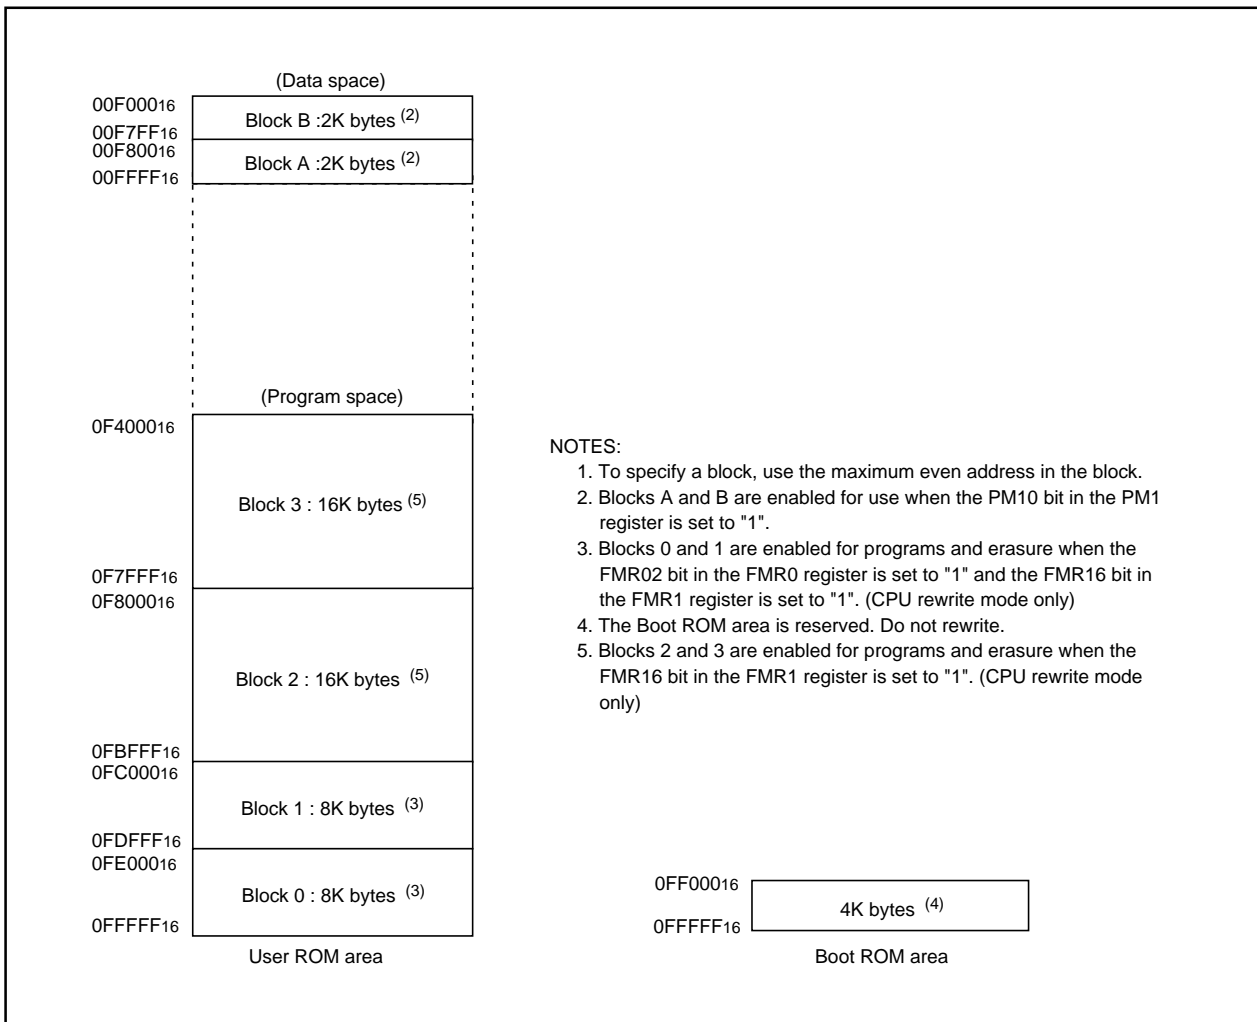 (Data space)
00F00016
Block B :2K bytes (2)
00F7FF16
00F80016
Block A :2K bytes (2)
00FFFF16
(Program space)
0F400016
Block 3 : 16K bytes (5)
0F7FFF16
0F800016
Block 2 : 16K bytes (5)
0FBFFF16
0FC00016
Block 1 : 8K bytes (3)
0FDFFF16
0FE00016
Block 0 : 8K bytes (3)
0FFFFF16
User ROM area
NOTES:
1. To specify a block, use the maximum even address in the block.
2. Blocks A and B are enabled for use when the PM10 bit in the PM1
register is set to "1".
3. Blocks 0 and 1 are enabled for programs and erasure when the
FMR02 bit in the FMR0 register is set to "1" and the FMR16 bit in
the FMR1 register is set to "1". (CPU rewrite mode only)
4. The Boot ROM area is reserved. Do not rewrite.
5. Blocks 2 and 3 are enabled for programs and erasure when the
FMR16 bit in the FMR1 register is set to "1". (CPU rewrite mode
only)
0FF00016
4K bytes (4)
0FFFFF16
Boot ROM area